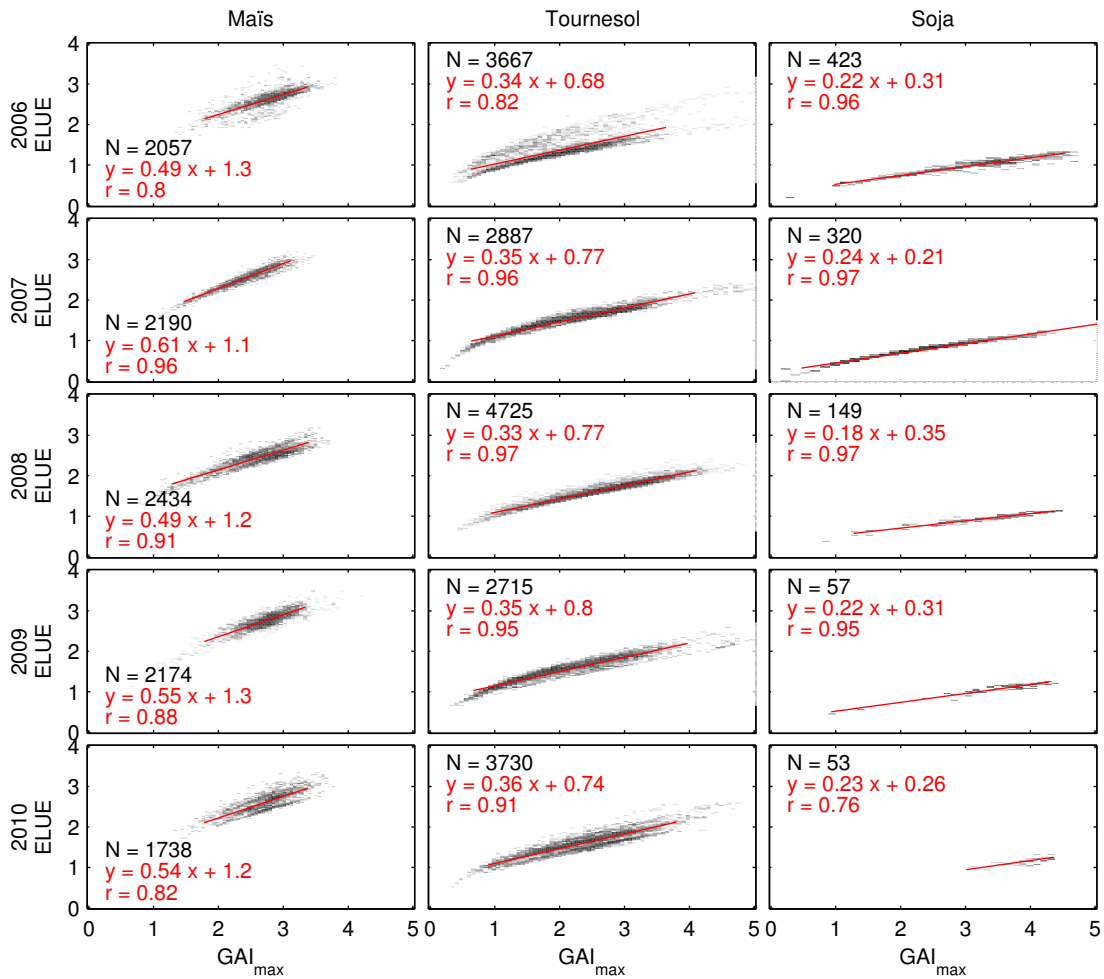 Maïs Tournesol Soja
2006
ELUE
4
3
2
1
0
N = 2057
y = 0.49 x + 1.3
r = 0.8
N = 3667
y = 0.34 x + 0.68
r = 0.82
N = 423
y = 0.22 x + 0.31
r = 0.96
2007
ELUE
4
3
2
1
0
N = 2190
y = 0.61 x + 1.1
r = 0.96
N = 2887
y = 0.35 x + 0.77
r = 0.96
N = 320
y = 0.24 x + 0.21
r = 0.97
2008
ELUE
4
3
2
1
0
N = 2434
y = 0.49 x + 1.2
r = 0.91
N = 4725
y = 0.33 x + 0.77
r = 0.97
N = 149
y = 0.18 x + 0.35
r = 0.97
2009
ELUE
4
3
2
1
0
N = 2174
y = 0.55 x + 1.3
r = 0.88
N = 2715
y = 0.35 x + 0.8
r = 0.95
N = 57
y = 0.22 x + 0.31
r = 0.95
2010
ELUE
4
3
2
1
0
N = 1738
y = 0.54 x + 1.2
r = 0.82
N = 3730
y = 0.36 x + 0.74
r = 0.91
N = 53
y = 0.23 x + 0.26
r = 0.76
0 1 2 3 4 5 0 1 2 3 4 5 0 1 2 3 4 5
GAImax GAImax GAImax